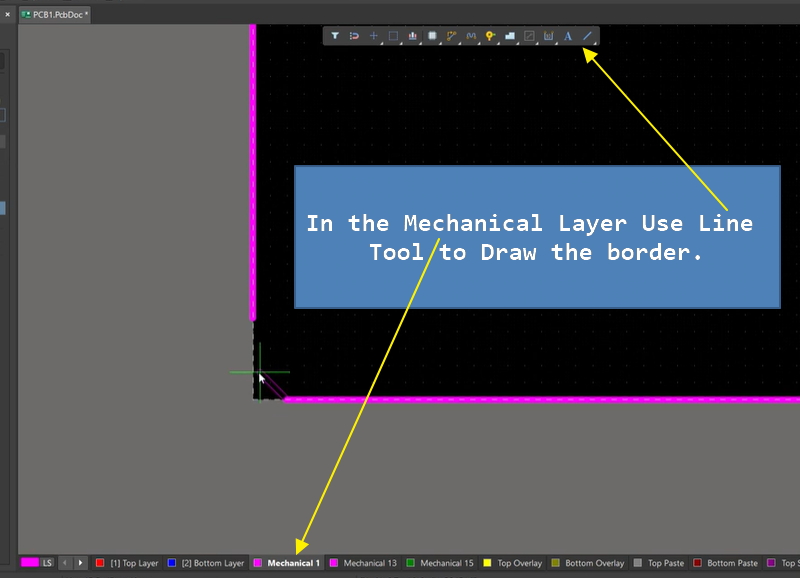 PCB1.PcbDoc *
In the Mechanical Layer Use Line
Tool to Draw the border.
LS [1] Top Layer [2] Bottom Layer Mechanical 1 Mechanical 13 Mechanical 15 Top Overlay Bottom Overlay Top Paste Bottom Paste Top S